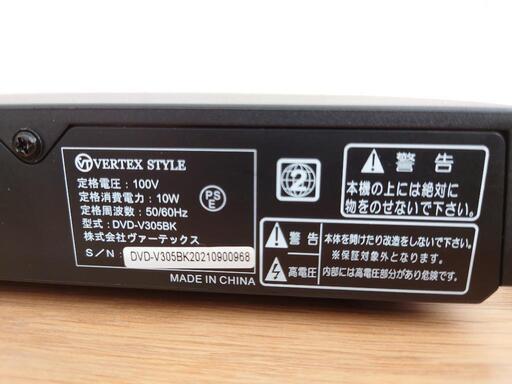 VT VERTEX STYLE
定格電圧：100V
定格消費電力：10W
定格周波数：50/60Hz
型式：DVD-V305BK
株式会社ヴァーテックス
S／N： DVD-V305BK20210900968
MADE IN CHINA
PS
E
2
警告
本機の上には絶対に
物をのせないで下さい。
警告
高電圧
本体を開けたり改造をしないで下さい。
※保証対象外となります。
内部には高電圧部分があり危険です。